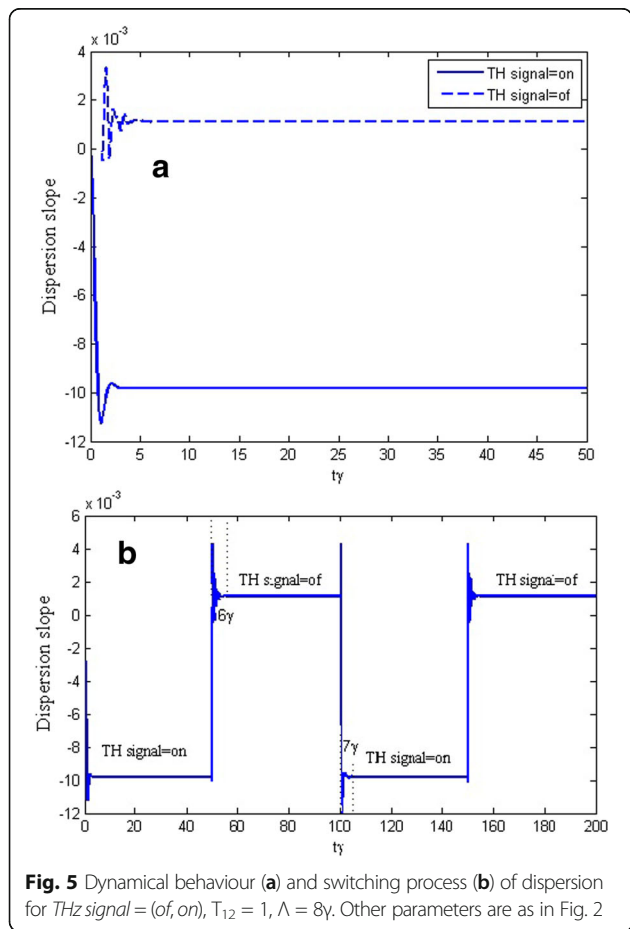 x 10⁻³
4
2
0
-2
-4
-6
-8
-10
-12
Dispersion slope
TH signal=on
TH signal=of
a
0 5 10 15 20 25 30 35 40 45 50
tγ
x 10⁻³
6
4
2
0
-2
-4
-6
-8
-10
-12
Dispersion slope
b
TH signal=of
TH signal=of
6γ
7γ
TH signal=on
TH signal=on
0 20 40 60 80 100 120 140 160 180 200
tγ
Fig. 5 Dynamical behaviour (a) and switching process (b) of dispersion
for THz signal = (of, on), T₁₂ = 1, Λ = 8γ. Other parameters are as in Fig. 2